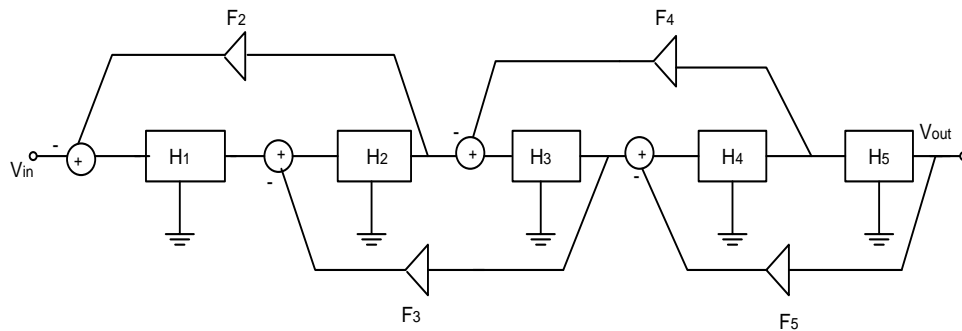 F2
F4
-
-
Vin
+
H1
+
-
H2
+
H3
+
-
H4
H5
Vout
F3
F5